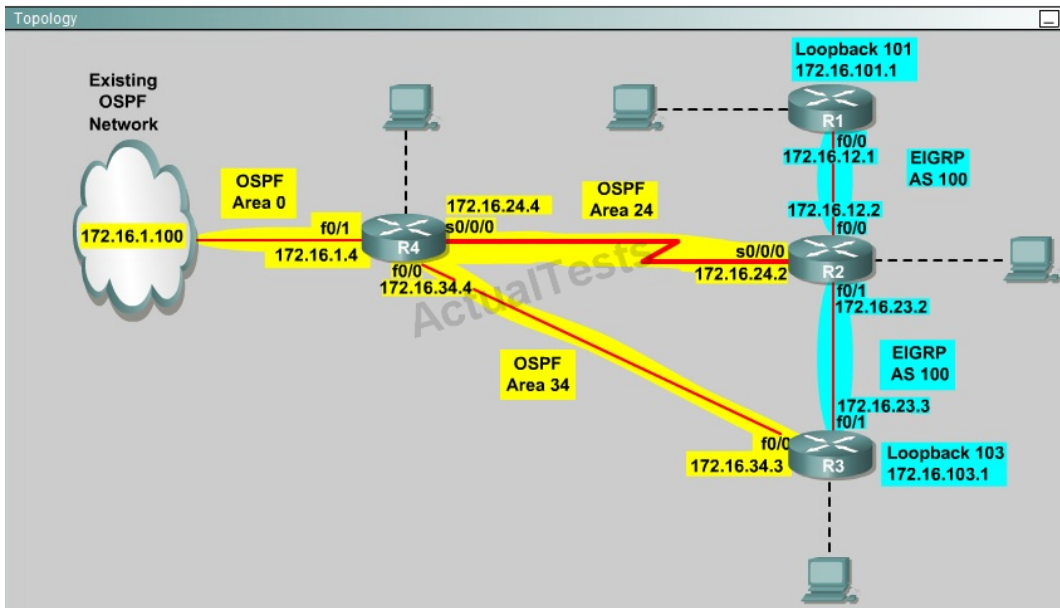 Topology
Existing
OSPF
Network
172.16.1.100
OSPF
Area 0
f0/1
172.16.1.4
R4
172.16.24.4
s0/0/0
f0/0
172.16.34.4
OSPF
Area 24
s0/0/0
172.16.24.2
OSPF
Area 34
f0/0
172.16.34.3
Loopback 101
172.16.101.1
R1
f0/0
172.16.12.1
EIGRP
AS 100
172.16.12.2
f0/0
R2
f0/1
172.16.23.2
EIGRP
AS 100
172.16.23.3
f0/1
R3
Loopback 103
172.16.103.1
ActualTests